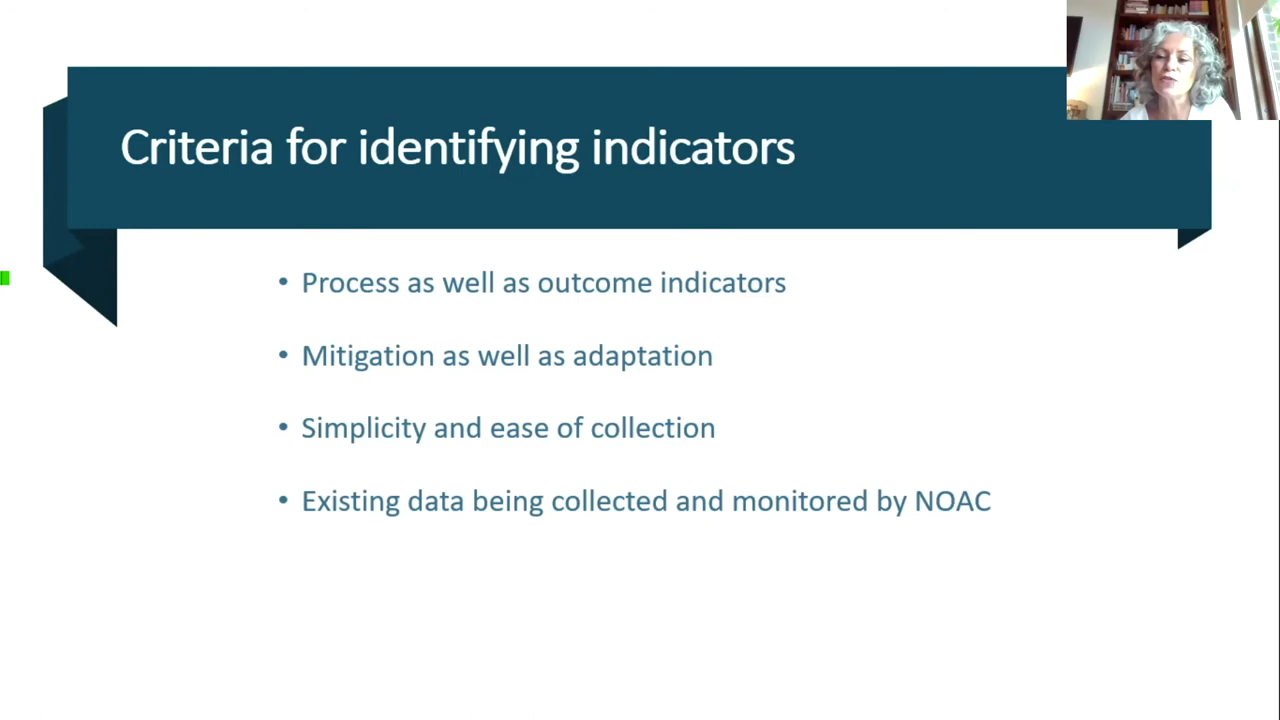 Criteria for identifying indicators
• Process as well as outcome indicators
• Mitigation as well as adaptation
• Simplicity and ease of collection
• Existing data being collected and monitored by NOAC